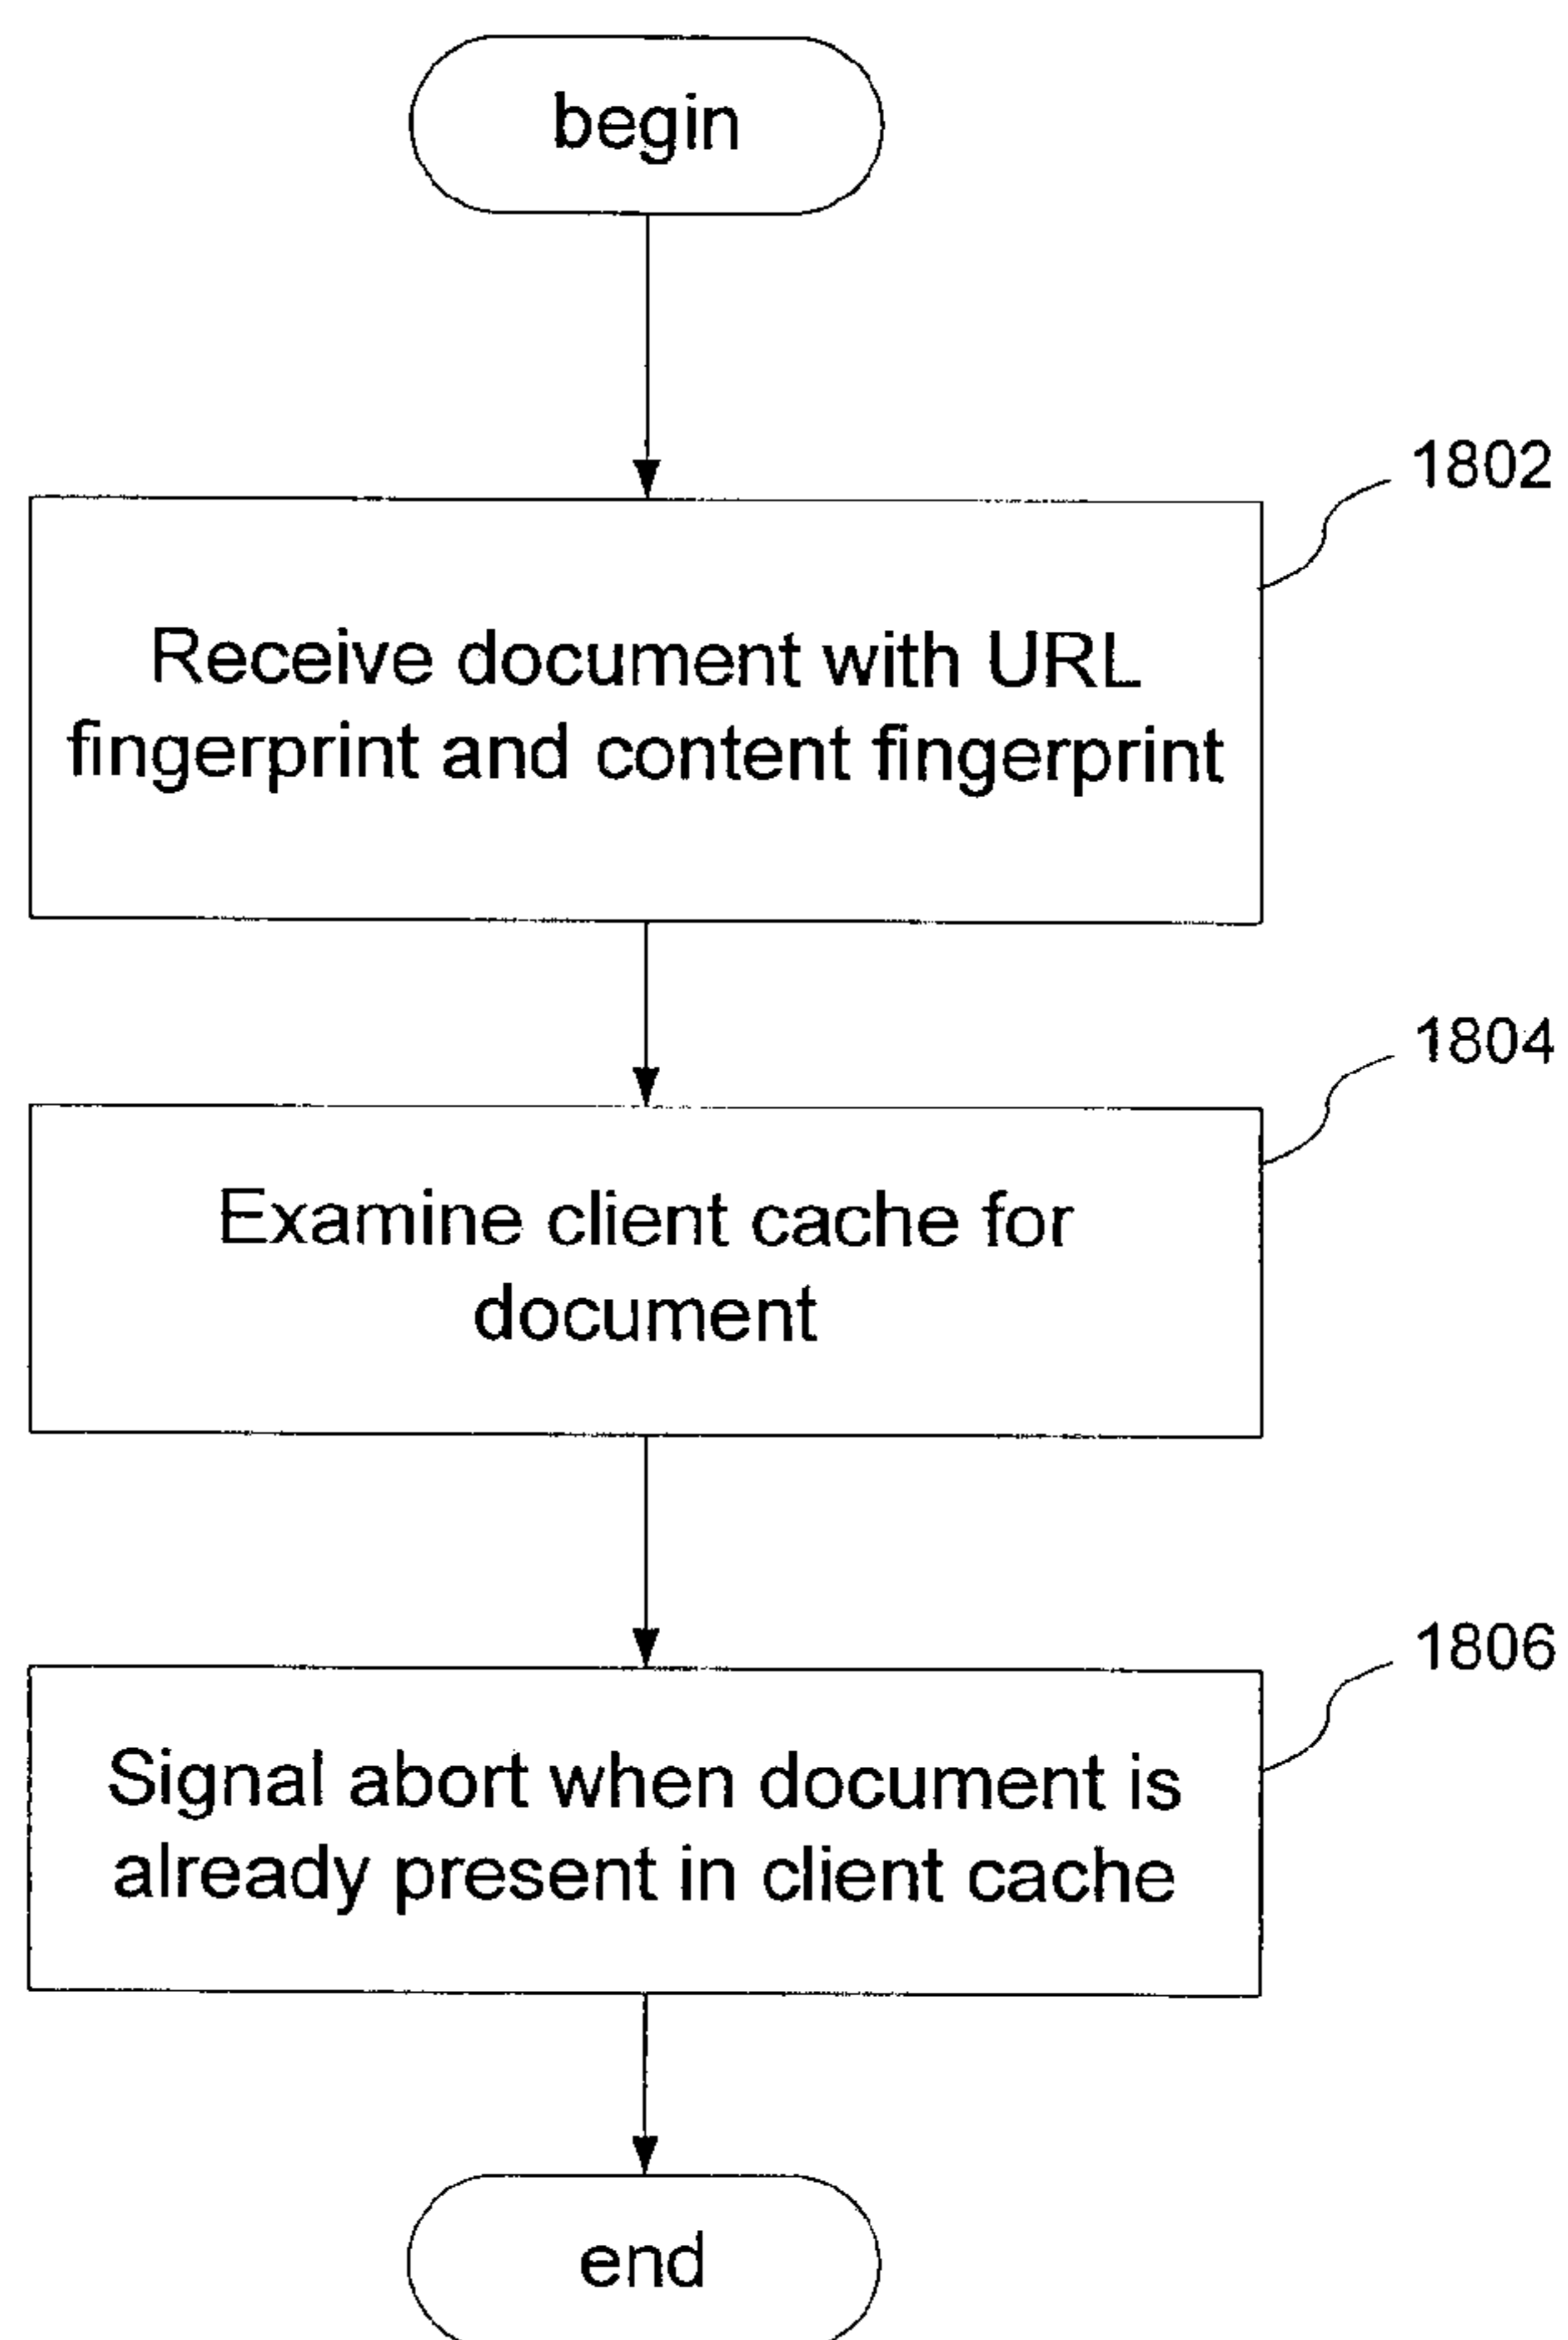 begin
1802
Receive document with URL
fingerprint and content fingerprint
1804
Examine client cache for
document
1806
Signal abort when document is
already present in client cache
end